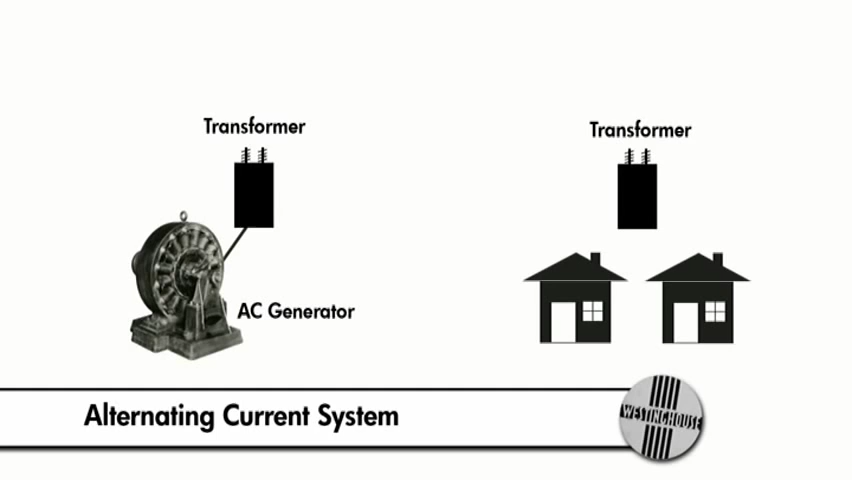 Transformer
Transformer
AC Generator
Alternating Current System
WESTINGHOUSE